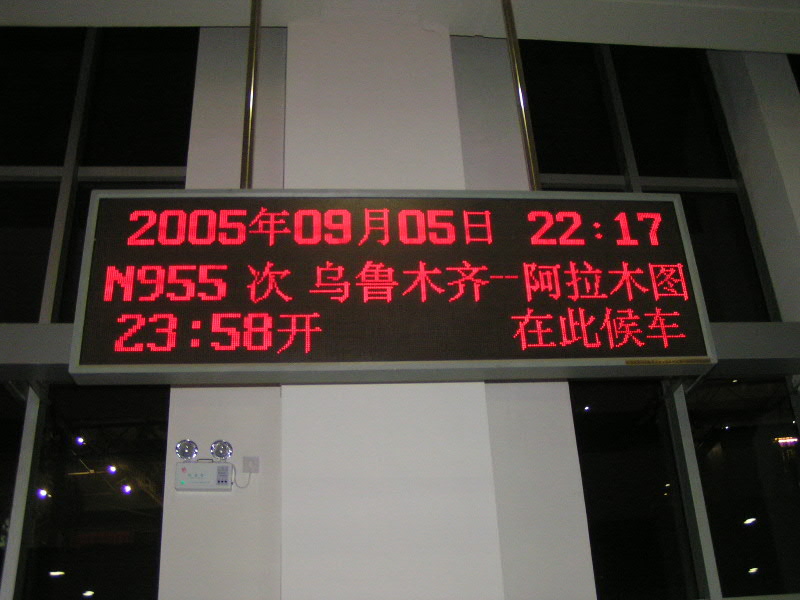 2005年09月05日 22:17
N955 次 乌鲁木齐--阿拉木图
23:58开 在此候车